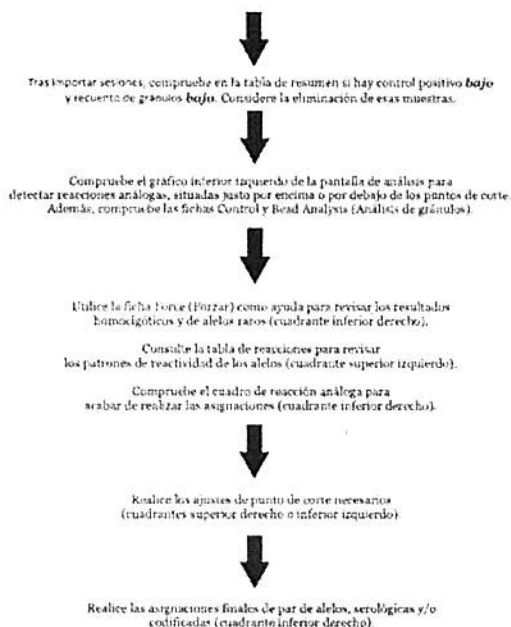 Tras importar sesiones, compruebe en la tabla de resumen si hay control positivo bajo
y recuento de gránulos bajo. Considere la eliminación de esas muestras.
Compruebe el gráfico inferior izquierdo de la pantalla de análisis para
detectar reacciones análogas, situadas justo por encima o por debajo de los puntos de corte.
Además, compruebe las fichas Control y Bead Analysis (Análisis de gránulos).
Utilice la ficha Force (Forzar) como ayuda para revisar los resultados
homocigóticos y de alelos raros (cuadrante inferior derecho).
Consulte la tabla de reacciones para revisar
los patrones de reactividad de los alelos (cuadrante superior izquierdo).
Compruebe el cuadro de reacción análoga para
acabar de realizar las asignaciones (cuadrante inferior derecho).
Realice los ajustes de punto de corte necesarios
(cuadrantes superior derecho o inferior izquierdo)
Realice las asignaciones finales de par de alelos, serológicas y/o
codificadas (cuadrante inferior derecho).